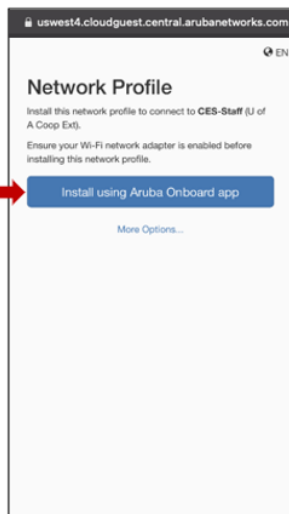 uswest4.cloudguest.central.arubanetworks.com
EN
Network Profile
Install this network profile to connect to CES-Staff (U of
A Coop Ext).
Ensure your Wi-Fi network adapter is enabled before
installing this network profile.
Install using Aruba Onboard app
More Options...